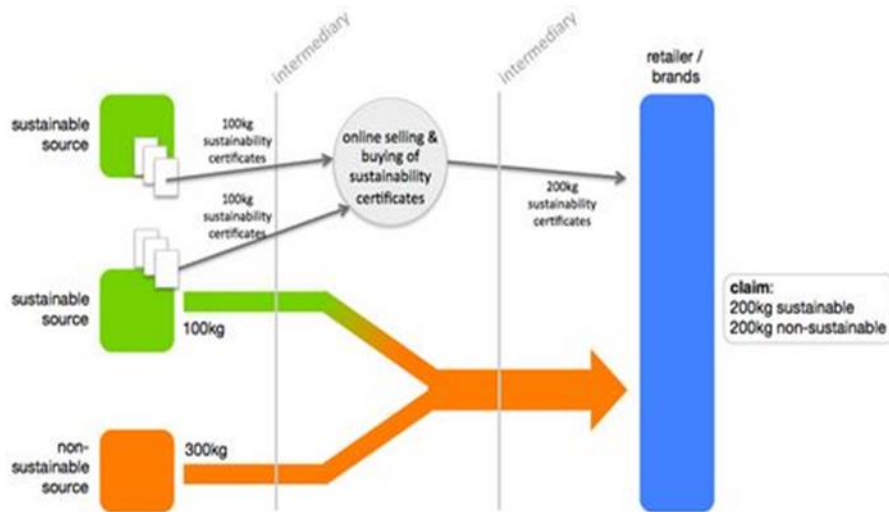 intermediary
intermediary
retailer /
brands
sustainable
source
100kg
sustainability
certificates
online selling &
buying of
sustainability
certificates
100kg
sustainability
certificates
200kg
sustainability
certificates
sustainable
source
100kg
claim:
200kg sustainable
200kg non-sustainable
non-
sustainable
source
300kg